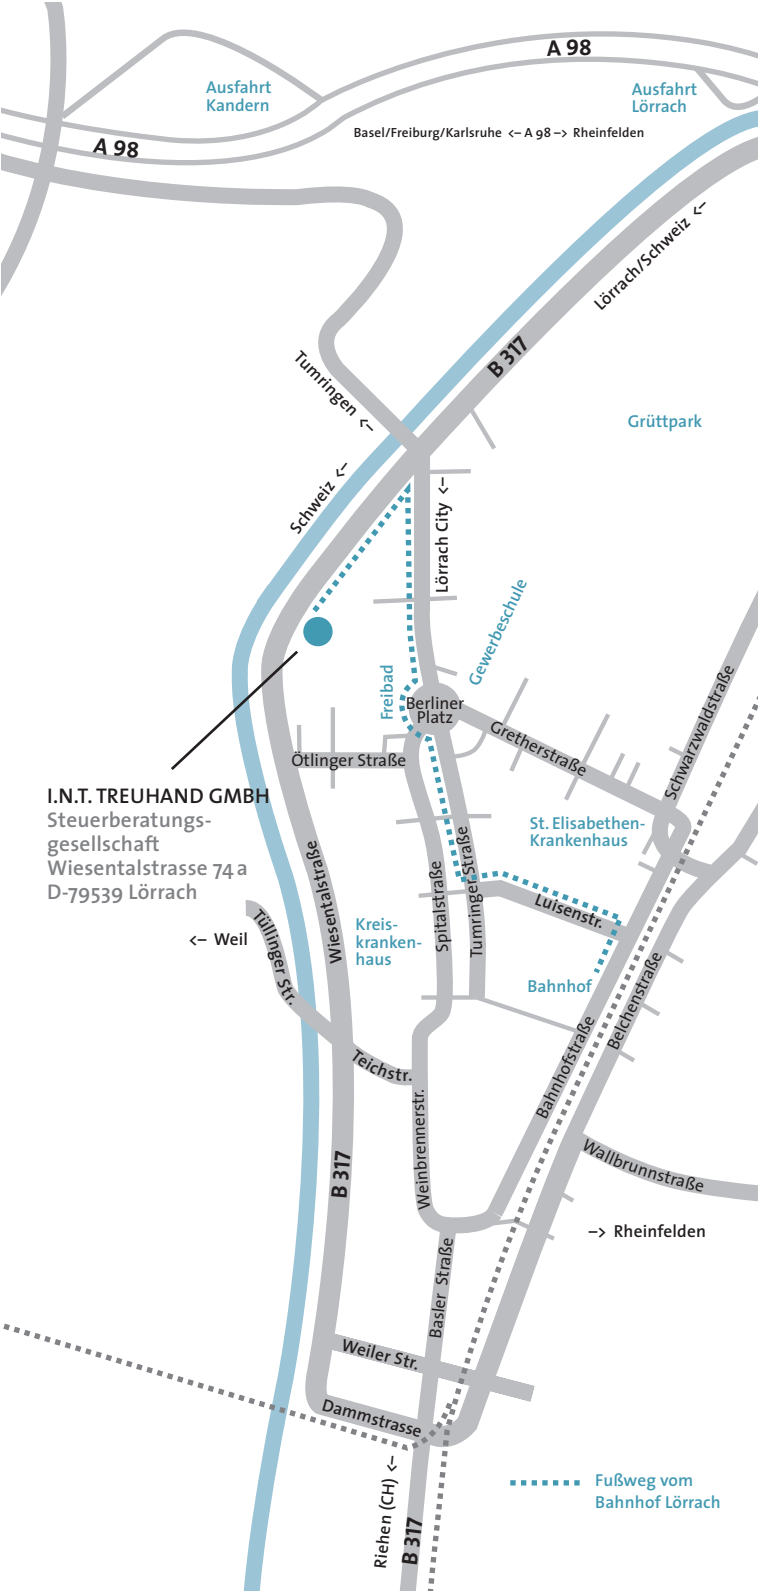 A 98
Ausfahrt
Kandern
Ausfahrt
Lörrach
Basel/Freiburg/Karlsruhe <– A 98 –> Rheinfelden
A 98
Lörrach/Schweiz <–
B 317
Tumringen <–
Grüttpark
Schweiz <–
Lörrach City <–
Gewerbeschule
Freibad
Berliner
Platz
Schwarzwaldstraße
Gretherstraße
Ötlinger Straße
I.N.T. TREUHAND GMBH
Steuerberatungs-
gesellschaft
Wiesentalstrasse 74 a
D-79539 Lörrach
St. Elisabethen-
Krankenhaus
Wiesentalstraße
Spitalstraße
Tumringer Straße
Luisenstr.
<– Weil
Tüllinger Str.
Kreis-
kranken-
haus
Bahnhof
Belchenstraße
Bahnhofstraße
Teichstr.
Weinbrennerstr.
Wallbrunnstraße
B 317
–> Rheinfelden
Basler Straße
Weiler Str.
Dammstrasse
Riehen (CH) <–
B 317
Fußweg vom
Bahnhof Lörrach